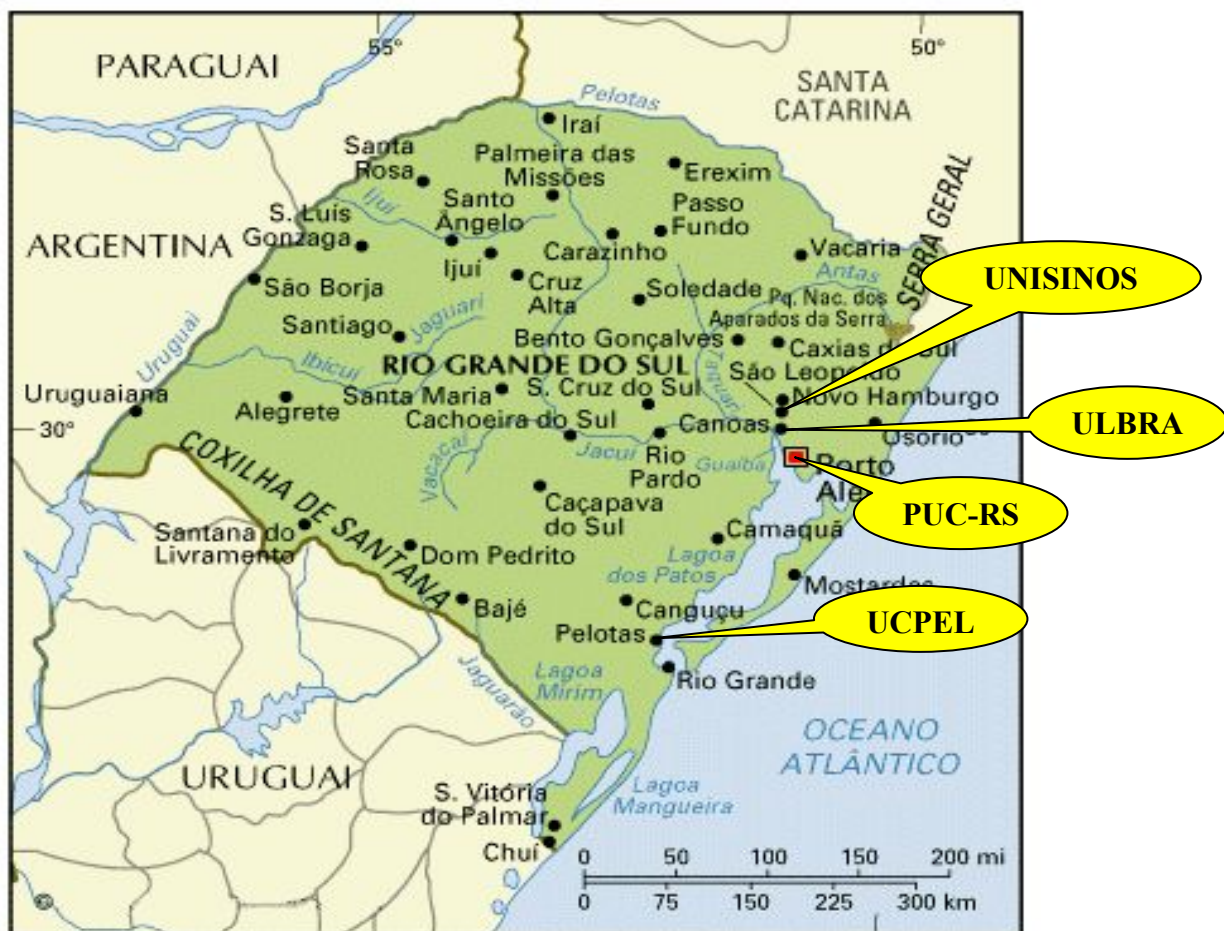 55°
50°
PARAGUAI
SANTA
CATARINA
Pelotas
Iraí
Santa
Rosa
Palmeira das
Missões
Erexim
Ijuí
Santo
Ângelo
Passo
Fundo
SERRA GERAL
S. Luís
Gonzaga
ARGENTINA
Carazinho
Vacaria
Ijuí
Antas
UNISINOS
São Borja
Cruz
Alta
Soledade
Pq. Nac. dos
Aparados da Serra
Jaguari
Santiago
Bento Gonçalves
Caxias do Sul
Uruguai
Ibicuí
RIO GRANDE DO SUL
Taquari
São Leopoldo
Uruguaiana
Alegrete
Santa Maria
S. Cruz do Sul
Novo Hamburgo
Cachoeira do Sul
Canoas
ULBRA
30°
Osório
COXILHA DE SANTANA
Vacacaí
Jacuí
Rio
Pardo
Guaíba
Porto
PUC-RS
Caçapava
do Sul
Santana do
Livramento
Dom Pedrito
Camaquã
Lagoa
dos Patos
Mostardas
Bajé
Canguçu
UCPEL
Pelotas
Jaguarão
Lagoa
Mirim
Rio Grande
OCEANO
ATLÂNTICO
URUGUAI
S. Vitória
do Palmar
Lagoa
Mangueira
Chuí
0 50 100 150 200 mi
0 75 150 225 300 km
©